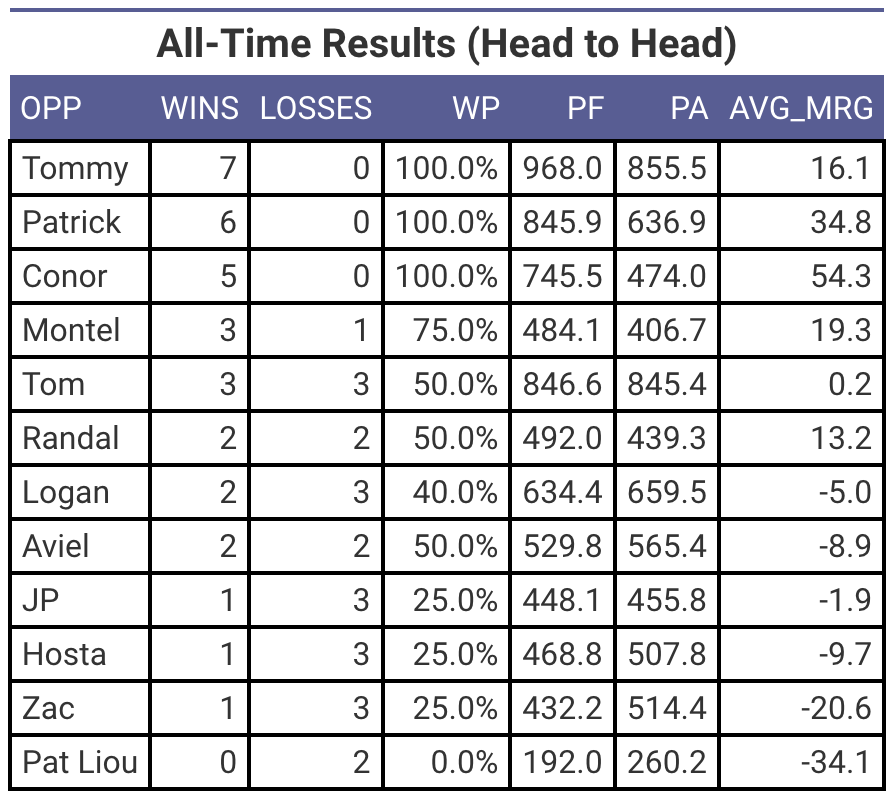 All-Time Results (Head to Head)
OPP WINS LOSSES WP PF PA AVG_MRG
Tommy 7 0 100.0% 968.0 855.5 16.1
Patrick 6 0 100.0% 845.9 636.9 34.8
Conor 5 0 100.0% 745.5 474.0 54.3
Montel 3 1 75.0% 484.1 406.7 19.3
Tom 3 3 50.0% 846.6 845.4 0.2
Randal 2 2 50.0% 492.0 439.3 13.2
Logan 2 3 40.0% 634.4 659.5 -5.0
Aviel 2 2 50.0% 529.8 565.4 -8.9
JP 1 3 25.0% 448.1 455.8 -1.9
Hosta 1 3 25.0% 468.8 507.8 -9.7
Zac 1 3 25.0% 432.2 514.4 -20.6
Pat Liou 0 2 0.0% 192.0 260.2 -34.1